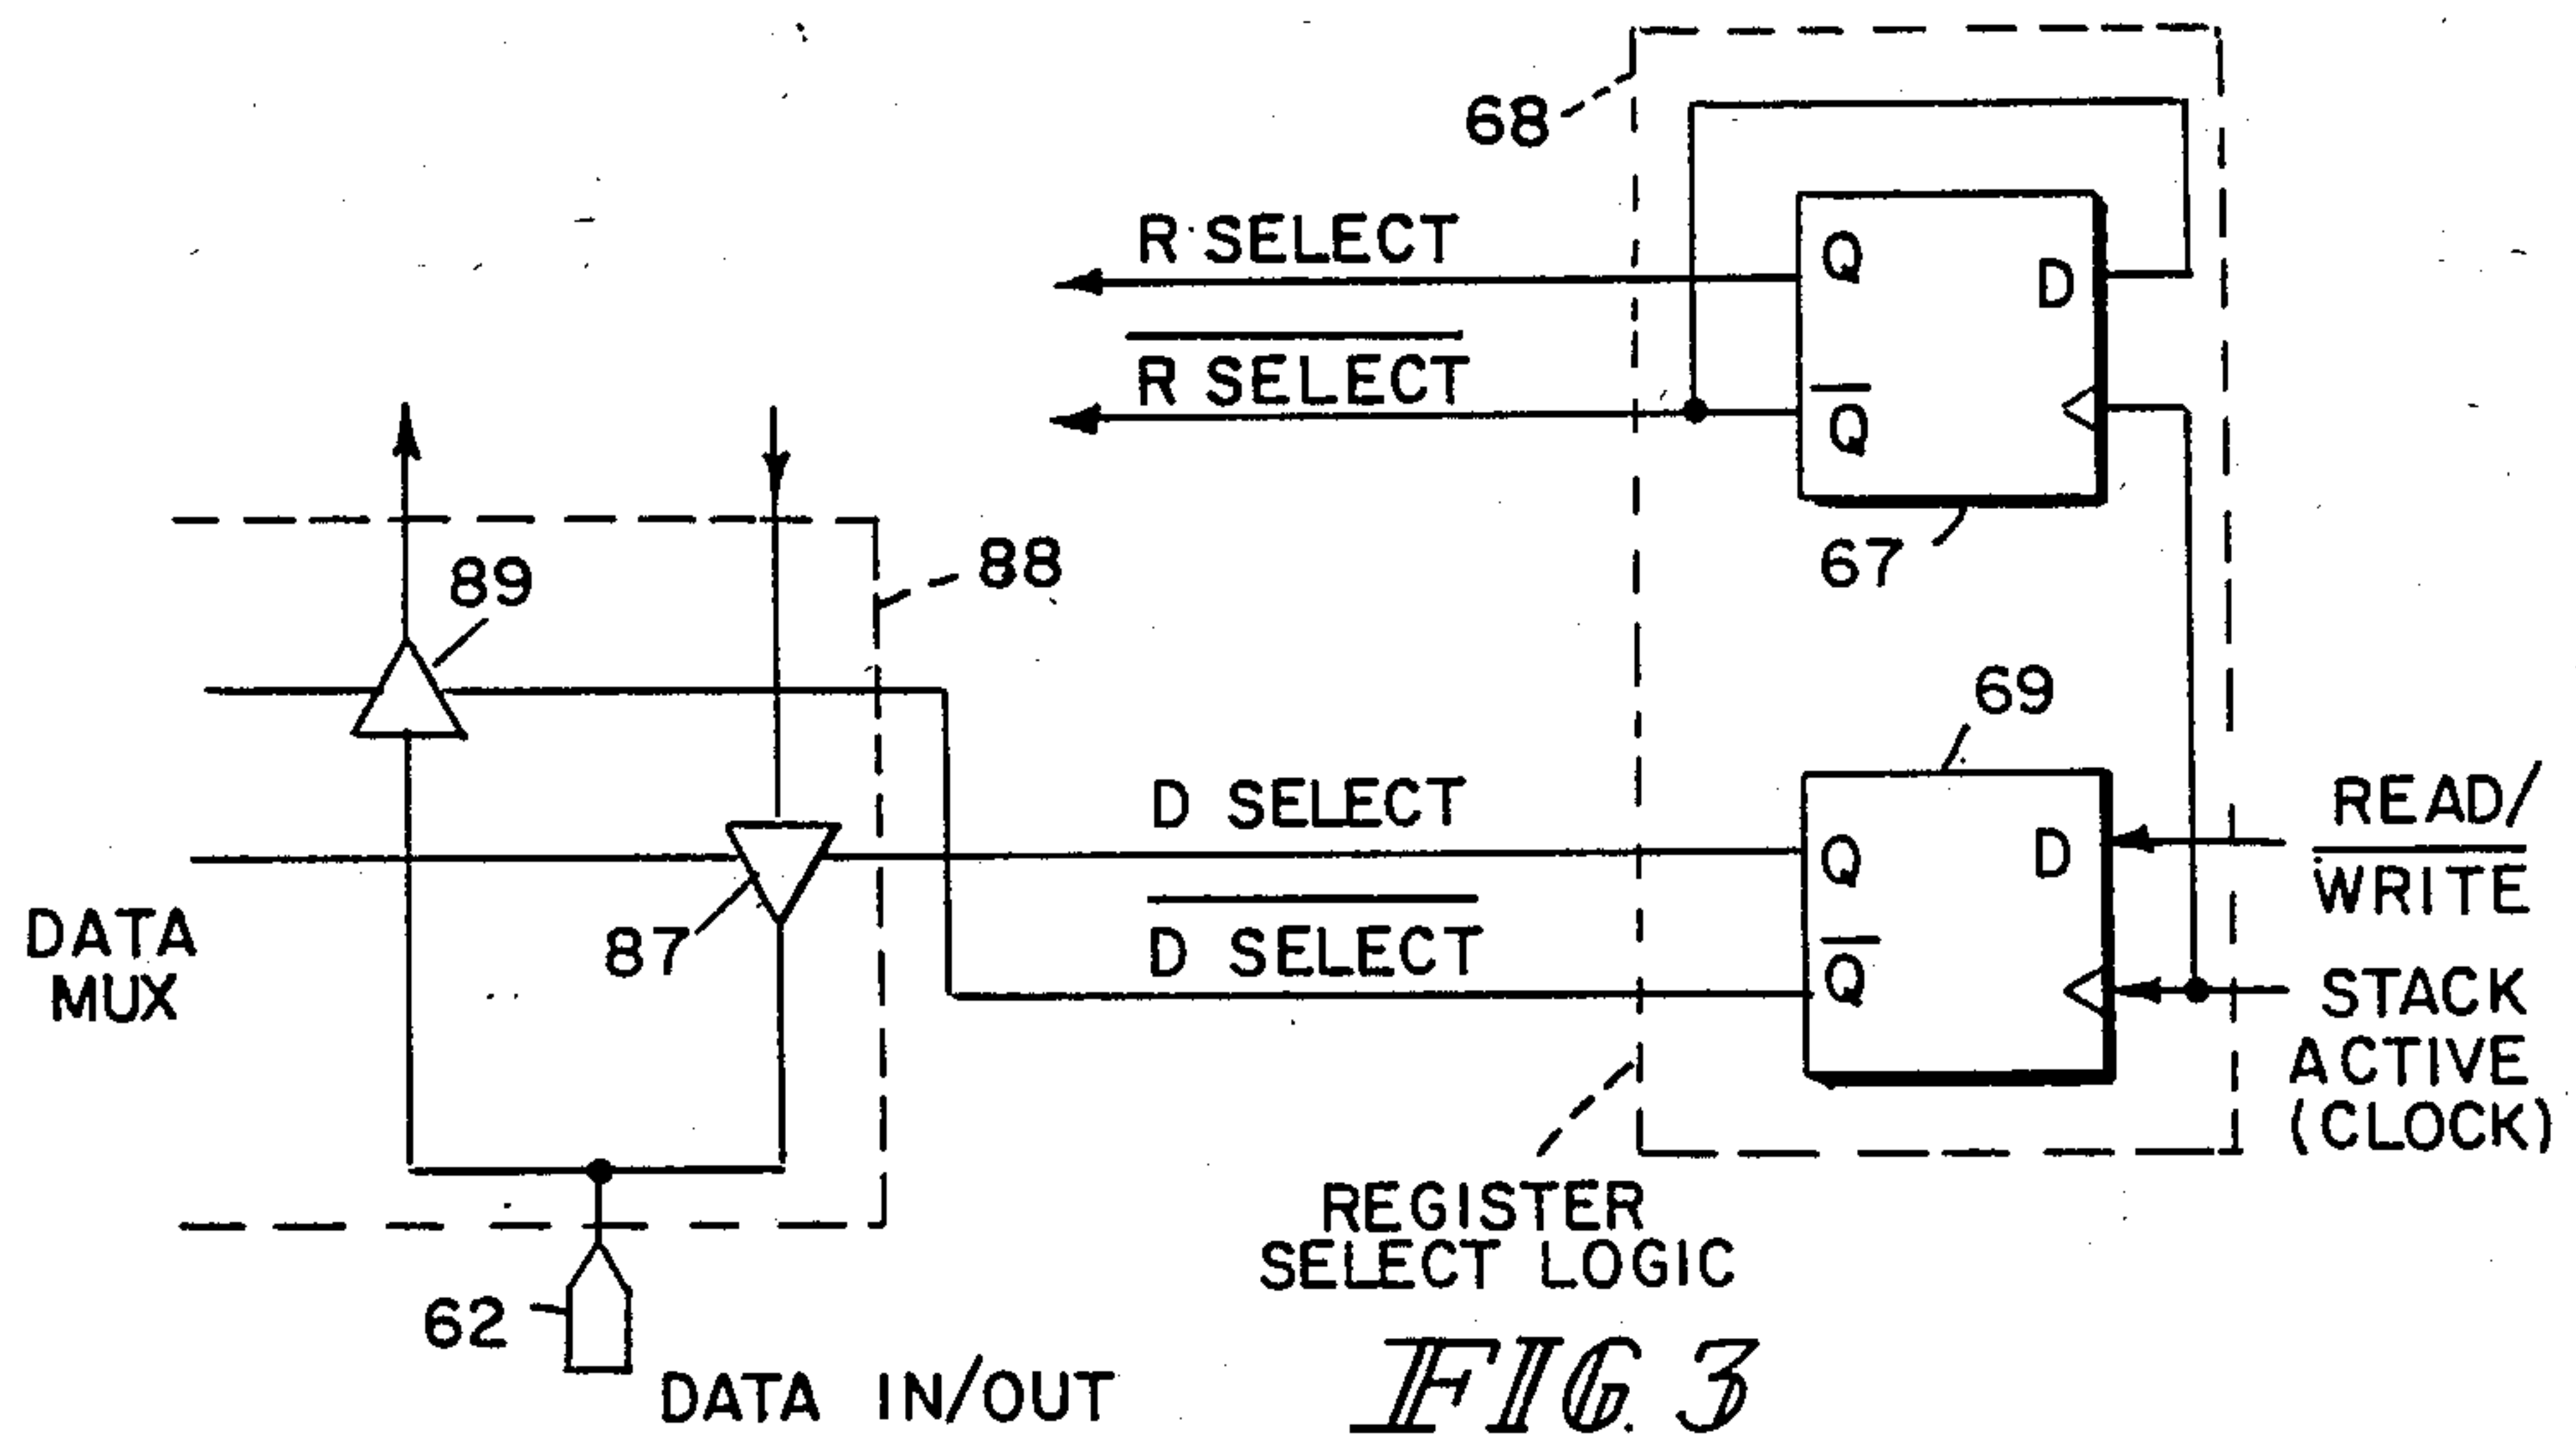 68
R SELECT
Q
D
R SELECT
Q
67
89
88
69
READ/
WRITE
D SELECT
Q
D
87
D SELECT
Q
DATA
MUX
STACK
ACTIVE
(CLOCK)
REGISTER
SELECT LOGIC
62
DATA IN/OUT
FIG. 3